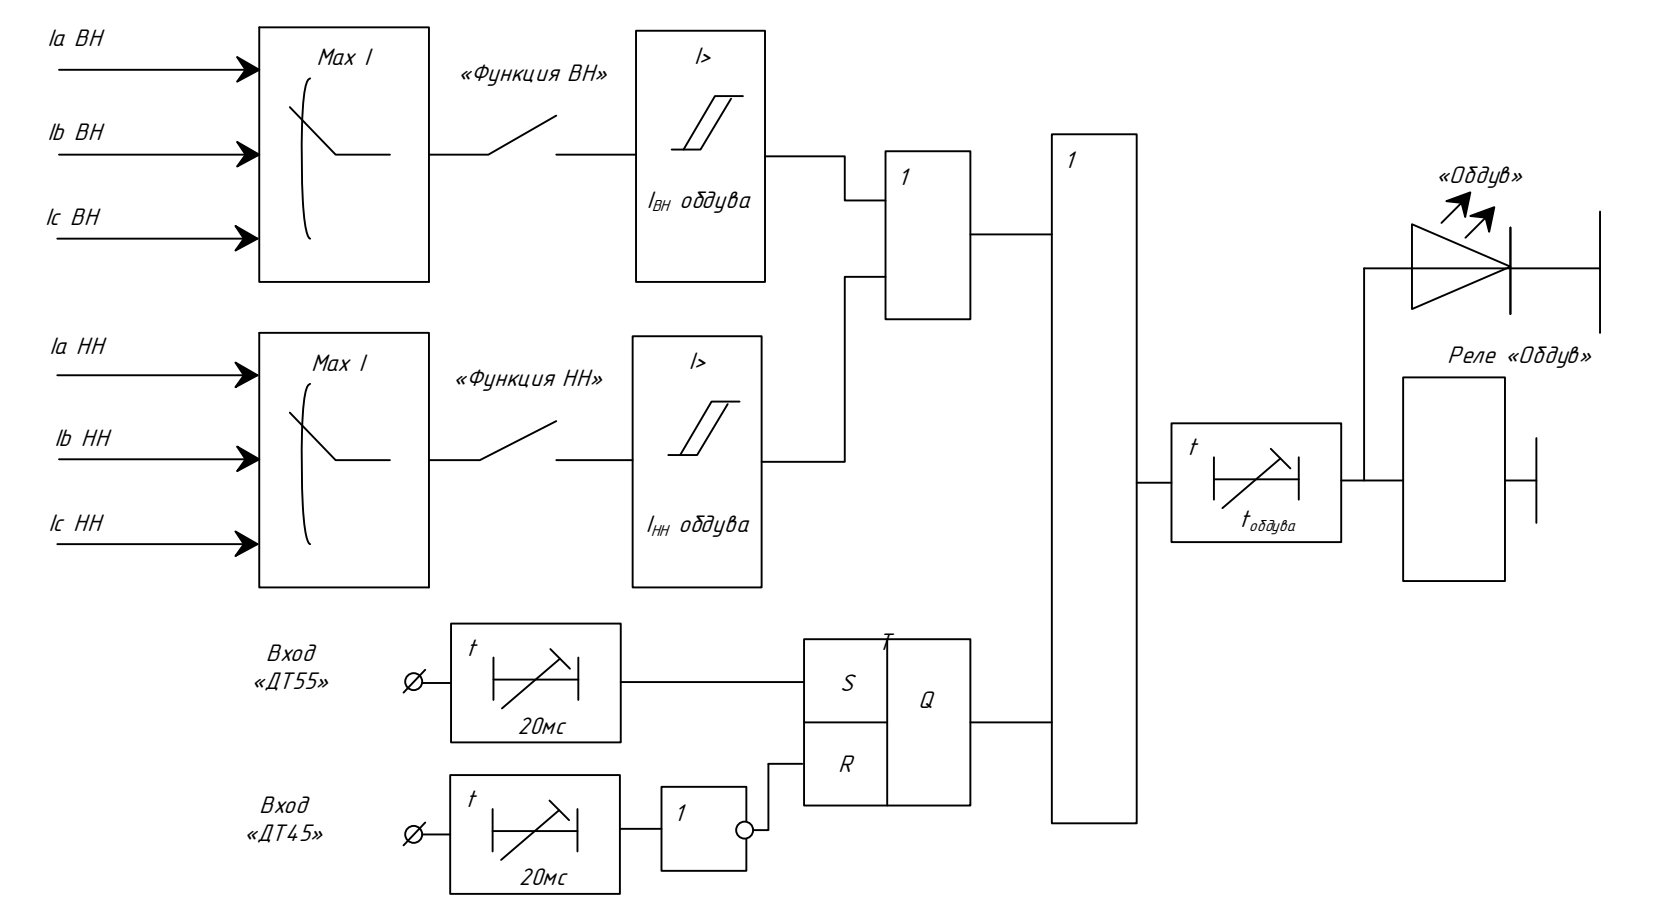 Ia ВН
Max I
«Функция ВН»
I>
Ib ВН
1
1
Ic ВН
IВН обдува
«Обдув»
Ia НН
Max I
«Функция НН»
I>
Реле «Обдув»
Ib НН
t
tобдува
Ic НН
IНН обдува
Вход
«ДТ55»
t
20мс
T
S
Q
R
Вход
«ДТ45»
t
20мс
1